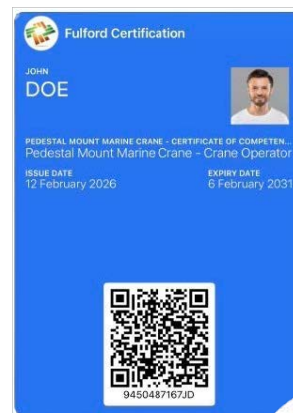 Fulford Certification
JOHN
DOE
PEDESTAL MOUNT MARINE CRANE - CERTIFICATE OF COMPETEN...
Pedestal Mount Marine Crane - Crane Operator
ISSUE DATE
12 February 2026
EXPIRY DATE
6 February 2031
9450487167JD